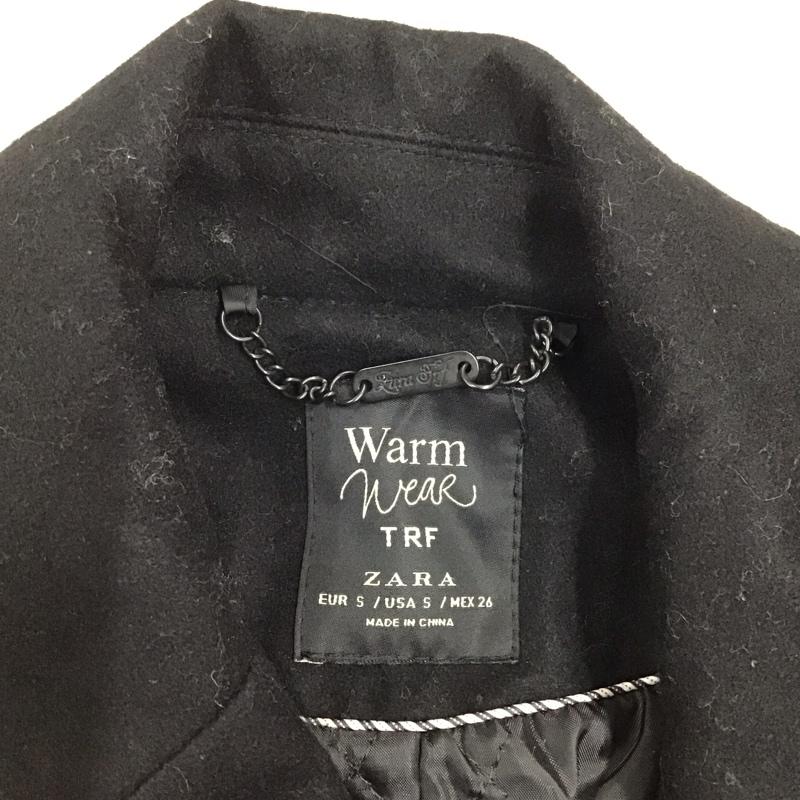 Warm
Wear
TRF
ZARA
EUR S / USA S / MEX 26
MADE IN CHINA